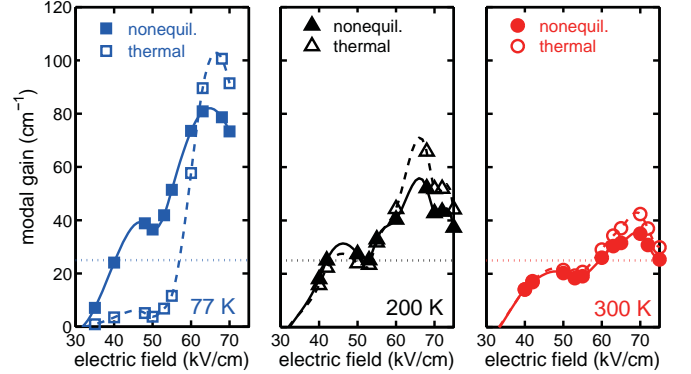 120
100
80
60
40
20
0
modal gain (cm⁻¹)
nonequil.
thermal
77 K
30 40 50 60 70
electric field (kV/cm)
nonequil.
thermal
200 K
30 40 50 60 70
electric field (kV/cm)
nonequil.
thermal
300 K
30 40 50 60 70
electric field (kV/cm)